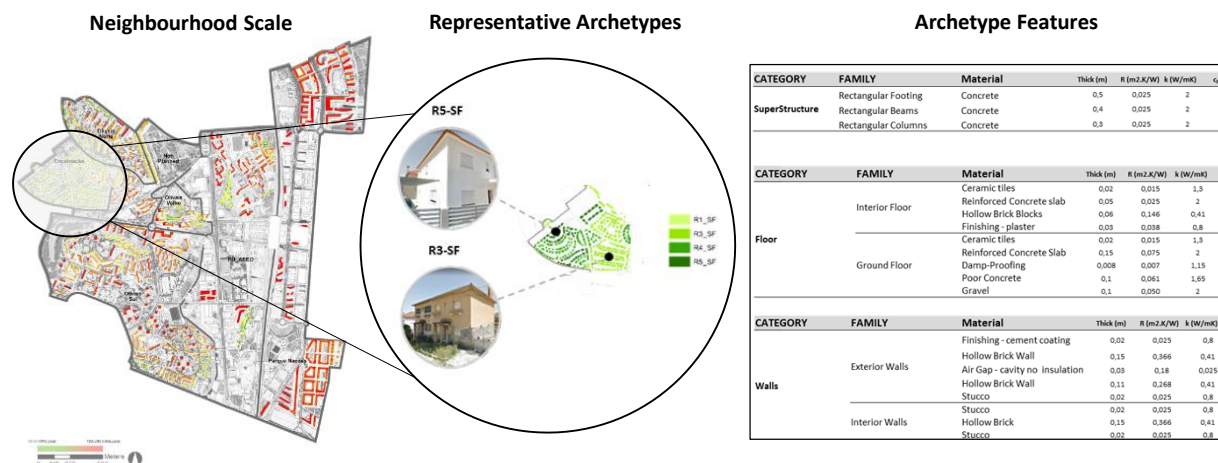 Neighbourhood Scale
Representative Archetypes
Archetype Features
Olivais
Encarnação
Olivais
Velho
Olivais
Sul
Parque Nações
Meters
R5-SF
R3-SF
R1_SF
R3_SF
R4_SF
R5_SF
CATEGORY FAMILY Material Thick (m) R (m2.K/W) k (W/mK)
SuperStructure
Rectangular Footing Concrete 0,5 0,025 2
Rectangular Beams Concrete 0,4 0,025 2
Rectangular Columns Concrete 0,3 0,025 2
CATEGORY FAMILY Material Thick (m) R (m2.K/W) k (W/mK)
Floor
Interior Floor
Ceramic tiles 0,02 0,015 1,3
Reinforced Concrete slab 0,05 0,025 2
Hollow Brick Blocks 0,06 0,146 0,41
Finishing - plaster 0,03 0,038 0,8
Ground Floor
Ceramic tiles 0,02 0,015 1,3
Reinforced Concrete Slab 0,15 0,075 2
Damp-Proofing 0,008 0,007 1,15
Poor Concrete 0,1 0,061 1,65
Gravel 0,1 0,050 2
CATEGORY FAMILY Material Thick (m) R (m2.K/W) k (W/mK)
Walls
Exterior Walls
Finishing - cement coating 0,02 0,025 0,8
Hollow Brick Wall 0,15 0,366 0,41
Air Gap - cavity no insulation 0,03 0,18 0,025
Hollow Brick Wall 0,11 0,268 0,41
Stucco 0,02 0,025 0,8
Interior Walls
Stucco 0,02 0,025 0,8
Hollow Brick 0,15 0,366 0,41
Stucco 0,02 0,025 0,8